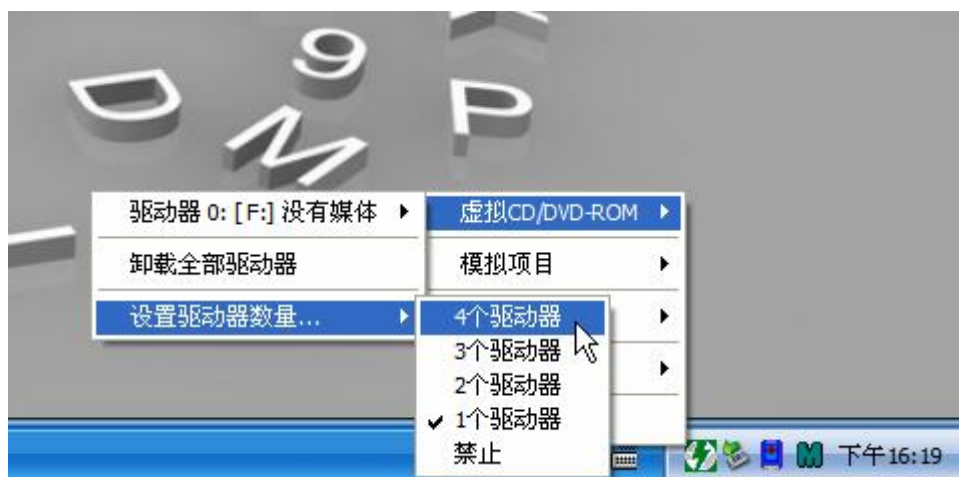 D
9
M
P
驱动器 0: [F:] 没有媒体
卸载全部驱动器
设置驱动器数量...
虚拟CD/DVD-ROM
模拟项目
4个驱动器
3个驱动器
2个驱动器
1个驱动器
禁止
下午16:19